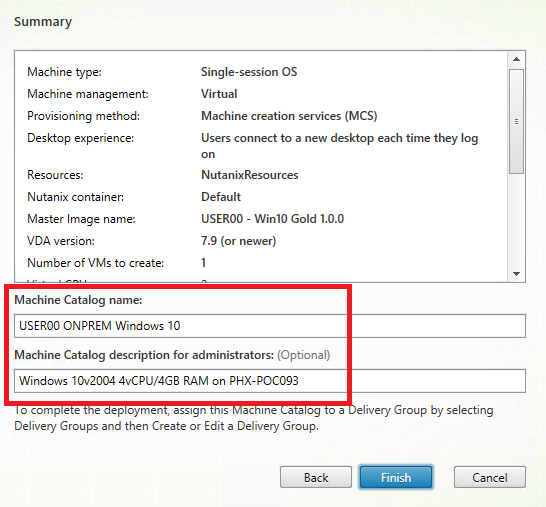 Summary
Machine type: Single-session OS
Machine management: Virtual
Provisioning method: Machine creation services (MCS)
Desktop experience: Users connect to a new desktop each time they log
on
Resources: NutanixResources
Nutanix container: Default
Master Image name: USER00 - Win10 Gold 1.0.0
VDA version: 7.9 (or newer)
Number of VMs to create: 1
Machine Catalog name:
USER00 ONPREM Windows 10
Machine Catalog description for administrators: (Optional)
Windows 10v2004 4vCPU/4GB RAM on PHX-POC093
To complete the deployment, assign this Machine Catalog to a Delivery Group by selecting
Delivery Groups and then Create or Edit a Delivery Group.
Back Finish Cancel